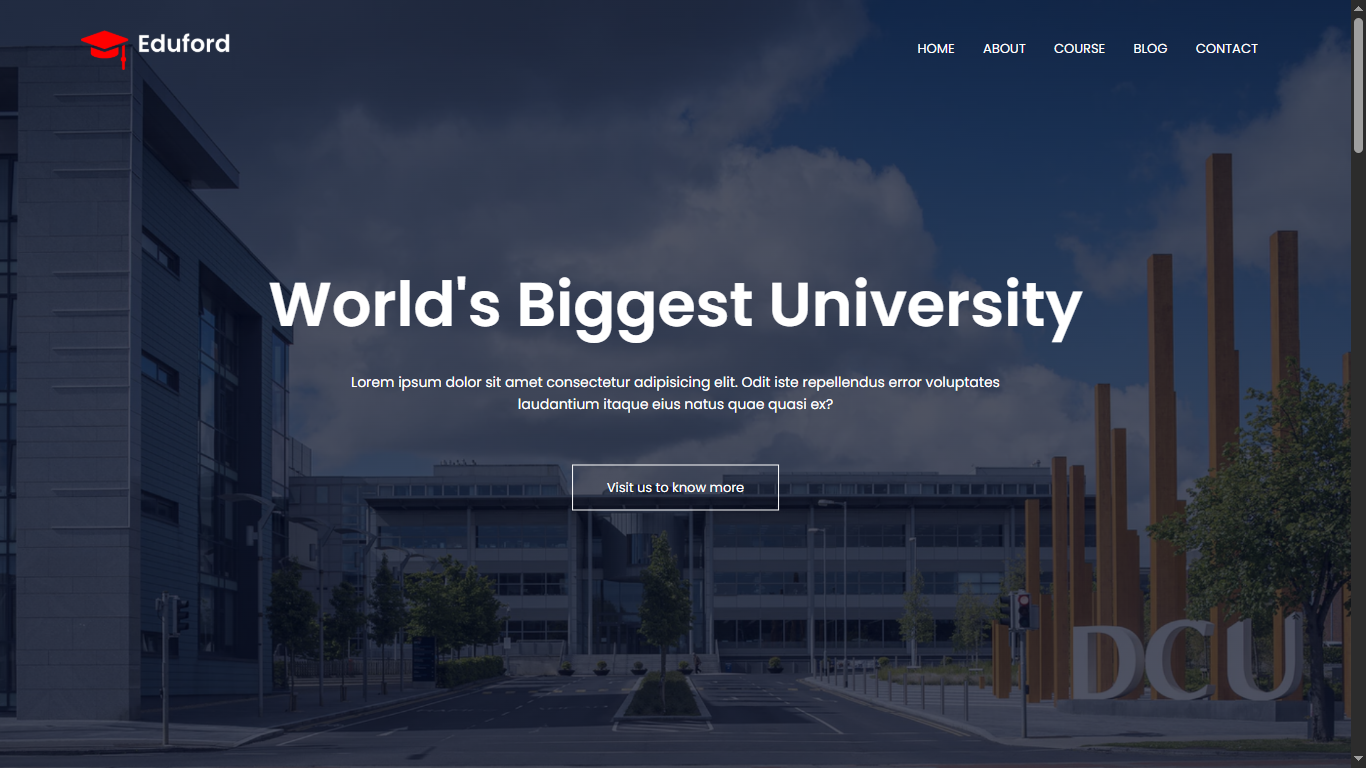 Eduford
HOME ABOUT COURSE BLOG CONTACT
World's Biggest University
Lorem ipsum dolor sit amet consectetur adipisicing elit. Odit iste repellendus error voluptates
laudantium itaque eius natus quae quasi ex?
Visit us to know more
DCU